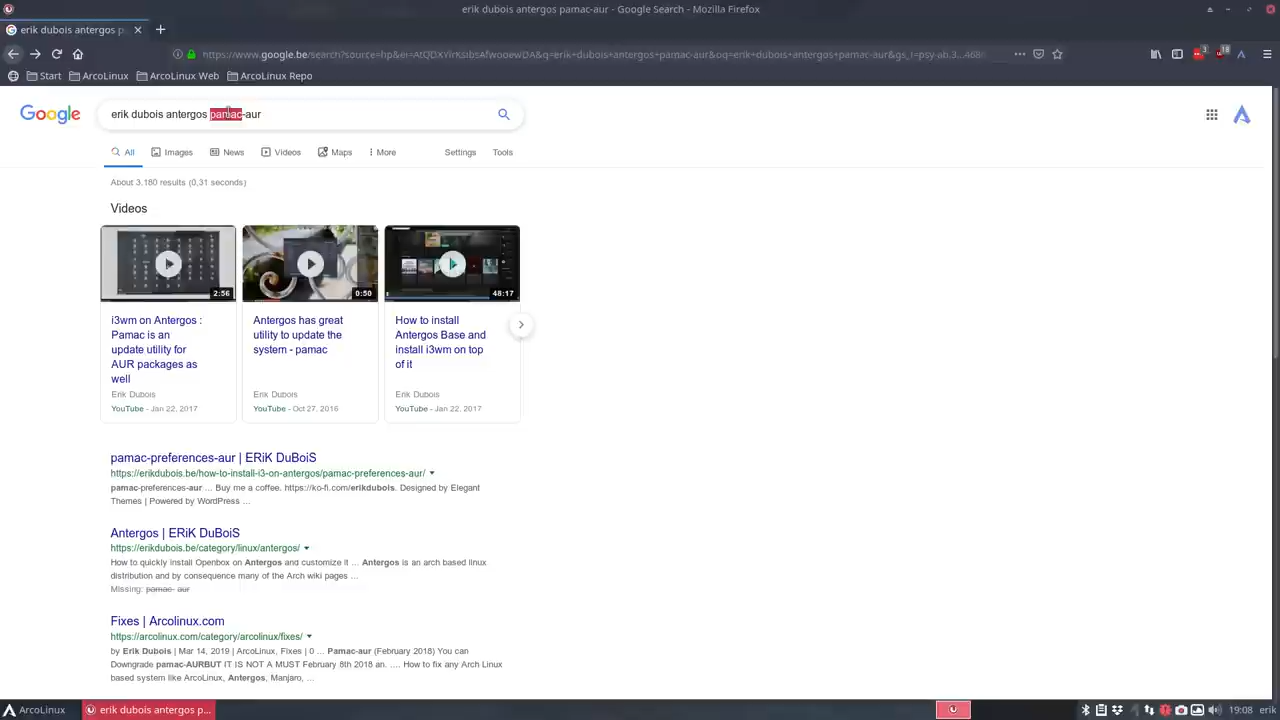 erik dubois antergos pamac-aur - Google Search - Mozilla Firefox
erik dubois antergos pa
Start ArcoLinux Web ArcoLinux Repo
Google
erik dubois antergos pamac-aur
All Images News Videos Maps More Settings Tools
About 3.180 results (0,31 seconds)
Videos
2:56
0:50
48:17
i3wm on Antergos :
Pamac is an
update utility for
AUR packages as
well
Erik Dubois
YouTube - Jan 22, 2017
Antergos has great
utility to update the
system - pamac
Erik Dubois
YouTube - Oct 27, 2016
How to install
Antergos Base and
install i3wm on top
of it
Erik Dubois
YouTube - Jan 22, 2017
pamac-preferences-aur | ERiK DuBoiS
https://erikdubois.be/how-to-install-i3-on-antergos/pamac-preferences-aur/
pamac-preferences-aur ... Buy me a coffee. https://ko-fi.com/erikdubois. Designed by Elegant
Themes | Powered by WordPress ...
Antergos | ERiK DuBoiS
https://erikdubois.be/category/linux/antergos/
How to quickly install Openbox on Antergos and customize it ... Antergos is an arch based linux
distribution and by consequence many of the Arch wiki pages ...
Missing: pamac- aur
Fixes | Arcolinux.com
https://arcolinux.com/category/arcolinux/fixes/
by Erik Dubois | Mar 14, 2019 | ArcoLinux, Fixes | 0 ... Pamac-aur (February 2018) You can
Downgrade pamac-AURBUT IT IS NOT A MUST February 8th 2018 an. .... How to fix any Arch Linux
based system like ArcoLinux, Antergos, Manjaro, ...
ArcoLinux erik dubois antergos p... 19:08 erik